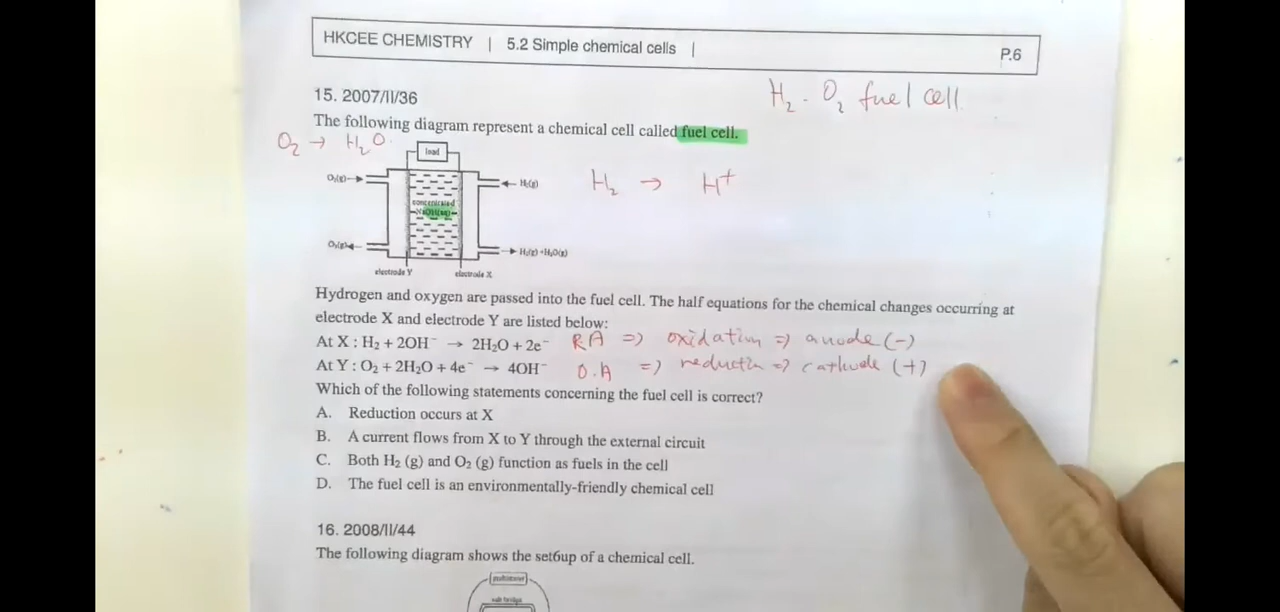 HKCEE CHEMISTRY | 5.2 Simple chemical cells |
P.6
H₂ - O₂ fuel cell
15. 2007/II/36
The following diagram represent a chemical cell called fuel cell.
O₂ → H₂O
load
O₂(g)
H₂(g)
H₂ → H⁺
concentrated
NaOH(aq)
O₂(g)
H₂(g) + H₂O(g)
electrode Y
electrode X
Hydrogen and oxygen are passed into the fuel cell. The half equations for the chemical changes occurring at
electrode X and electrode Y are listed below:
At X : H₂ + 2OH⁻ → 2H₂O + 2e⁻ RA => oxidation => anode (-)
At Y : O₂ + 2H₂O + 4e⁻ → 4OH⁻ O.A => reduction => cathode (+)
Which of the following statements concerning the fuel cell is correct?
A. Reduction occurs at X
B. A current flows from X to Y through the external circuit
C. Both H₂ (g) and O₂ (g) function as fuels in the cell
D. The fuel cell is an environmentally-friendly chemical cell
16. 2008/II/44
The following diagram shows the set6up of a chemical cell.
salt bridge